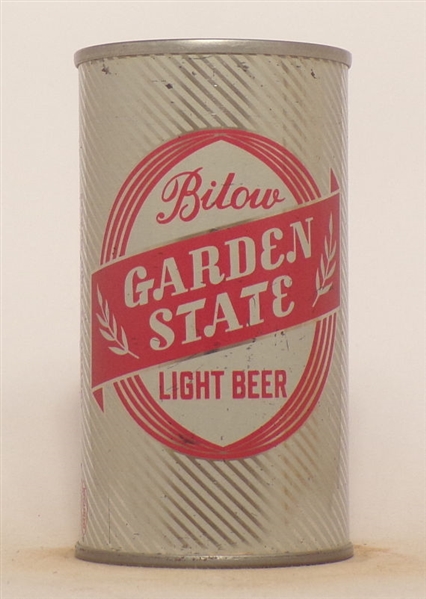 Bitow
GARDEN
STATE
LIGHT BEER